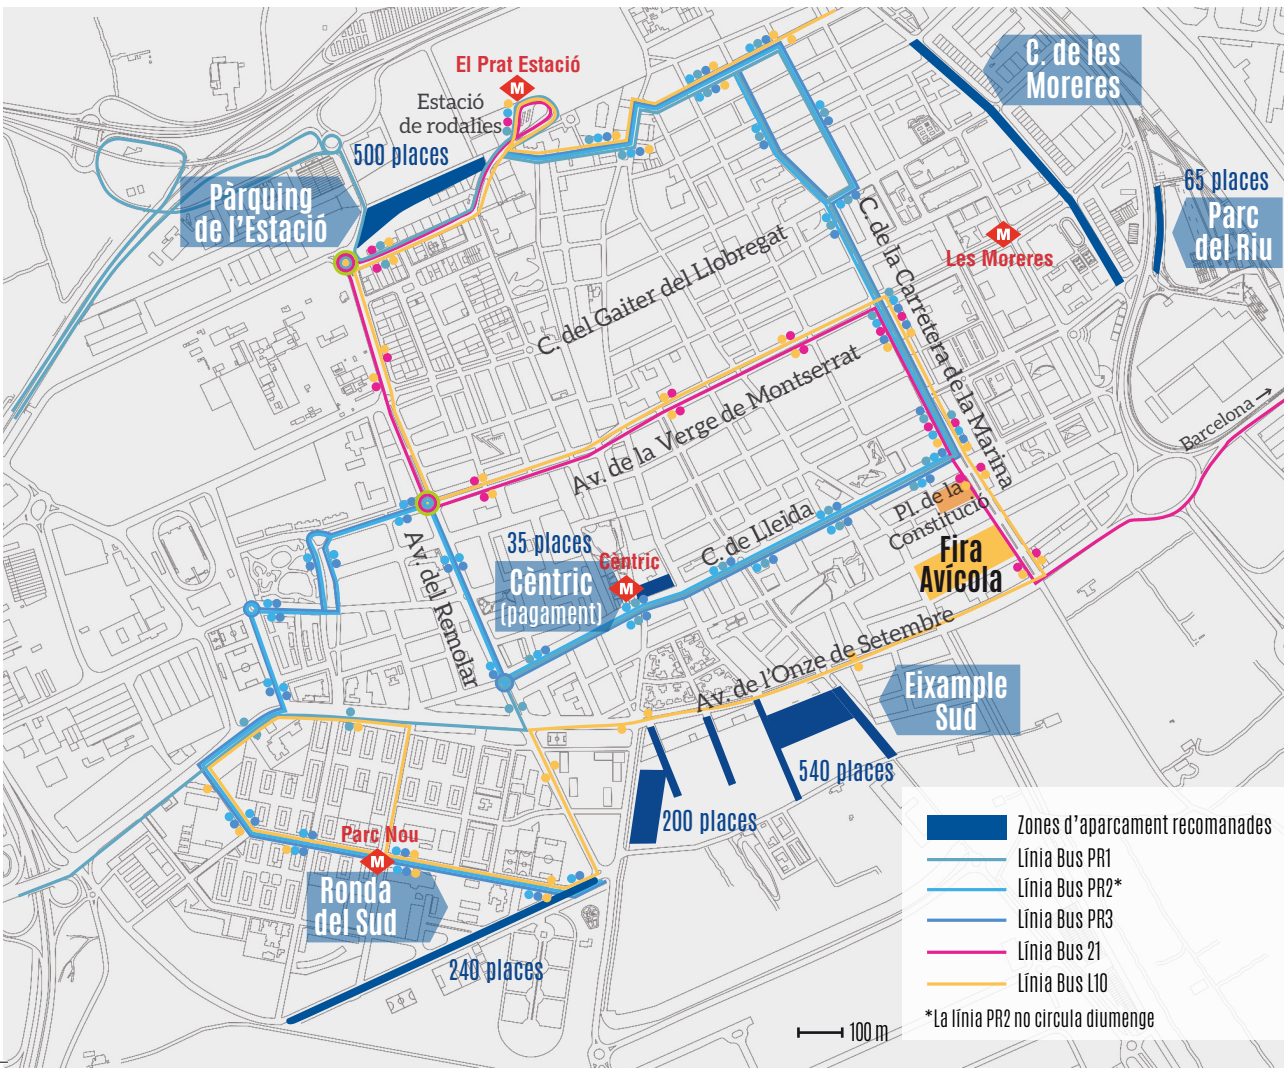 El Prat Estació
M
Estació
de rodalies
500 places
Pàrquing
de l'Estació
C. de les
Moreres
65 places
Parc
del Riu
M
Les Moreres
C. del Gaiter del Llobregat
C. de la Carretera de la Marina
Av. de la Verge de Montserrat
Barcelona →
Pl. de la
Constitució
Fira
Avícola
C. de Lleida
35 places
Cèntric
(pagament)
Cèntric
M
Av. del Remolar
Av. de l'Onze de Setembre
Eixample
Sud
540 places
200 places
Parc Nou
M
Ronda
del Sud
240 places
Zones d'aparcament recomanades
Línia Bus PR1
Línia Bus PR2*
Línia Bus PR3
Línia Bus 21
Línia Bus L10
*La línia PR2 no circula diumenge
100 m